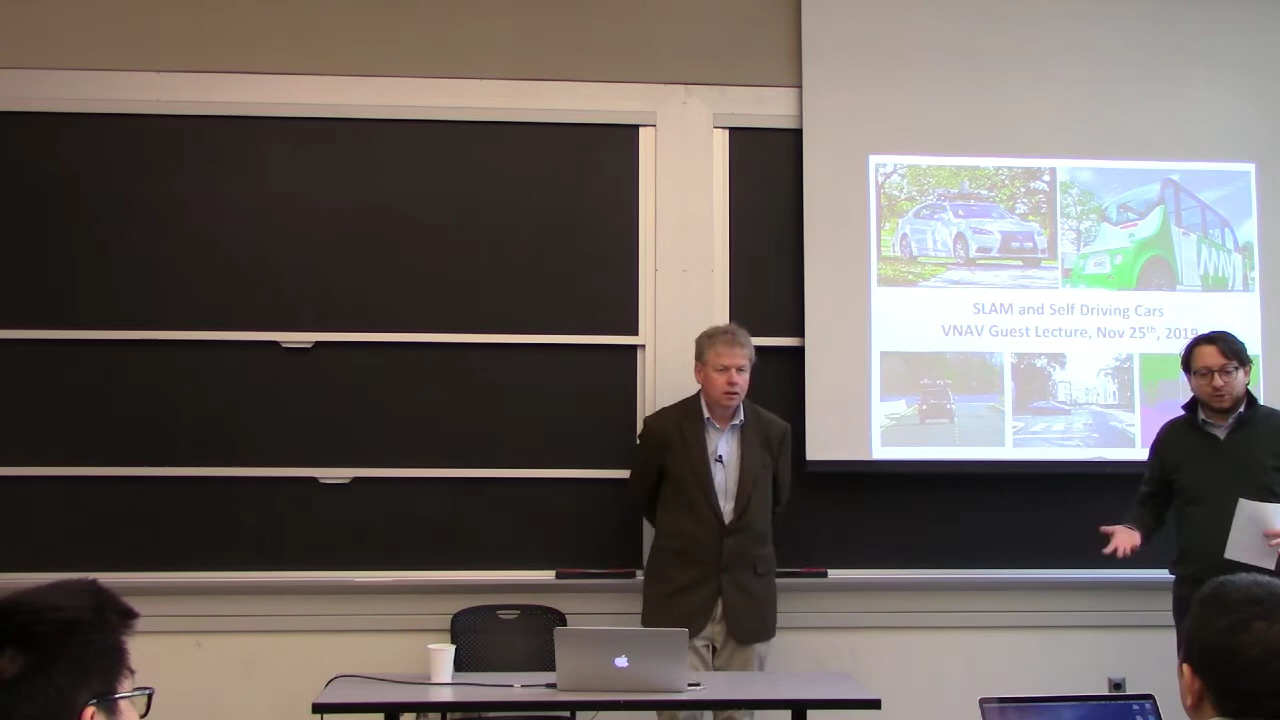 SLAM and Self Driving Cars
VNAV Guest Lecture, Nov 25th, 2019